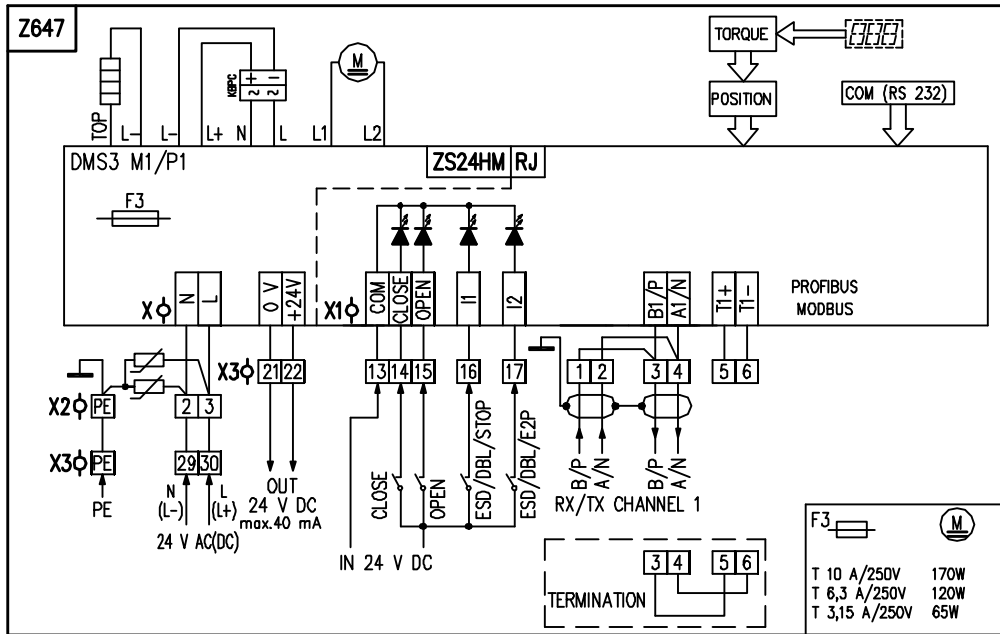 Z647
TORQUE
POSITION
COM (RS 232)
TOP
L-
L-
L+
KBPC
+ -
~ ~
N
L
L1
M
L2
DMS3 M1/P1
ZS24HM RJ
F3
X
N
L
0 V
+24V
X1
COM
CLOSE
OPEN
I1
I2
B1/P
A1/N
T1+
T1-
PROFIBUS
MODBUS
X3
21 22
13 14 15
16
17
1 2
3 4
5 6
X2
PE
2 3
X3
PE
29 30
PE
N
(L-)
L
(L+)
24 V AC(DC)
OUT
24 V DC
max.40 mA
CLOSE
OPEN
ESD/DBL/STOP
ESD/DBL/E2P
IN 24 V DC
B/P
A/N
B/P
A/N
RX/TX CHANNEL 1
TERMINATION
3 4
5 6
F3
M
T 10 A/250V 170W
T 6,3 A/250V 120W
T 3,15 A/250V 65W